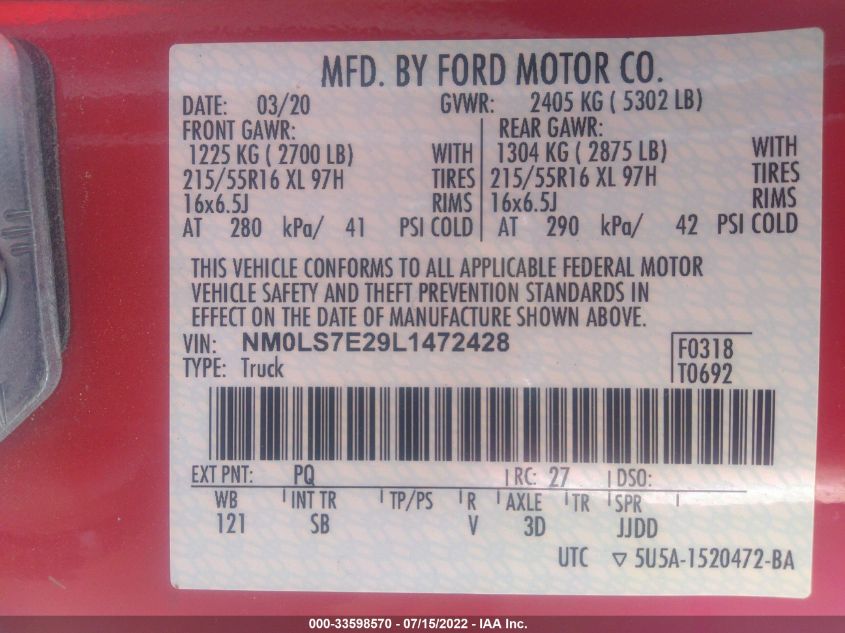 MFD. BY FORD MOTOR CO.
DATE: 03/20 GVWR: 2405 KG ( 5302 LB)
FRONT GAWR: REAR GAWR:
1225 KG ( 2700 LB) WITH 1304 KG ( 2875 LB) WITH
215/55R16 XL 97H TIRES 215/55R16 XL 97H TIRES
16x6.5J RIMS 16x6.5J RIMS
AT 280 kPa/ 41 PSI COLD AT 290 kPa/ 42 PSI COLD
THIS VEHICLE CONFORMS TO ALL APPLICABLE FEDERAL MOTOR
VEHICLE SAFETY AND THEFT PREVENTION STANDARDS IN
EFFECT ON THE DATE OF MANUFACTURE SHOWN ABOVE.
VIN: NM0LS7E29L1472428 F0318
TYPE: Truck T0692
EXT PNT: PQ RC: 27 DSO:
WB INT TR TP/PS R AXLE TR SPR
121 SB V 3D JJDD
UTC ▽ 5U5A-1520472-BA
000-33598570 - 07/15/2022 - IAA Inc.